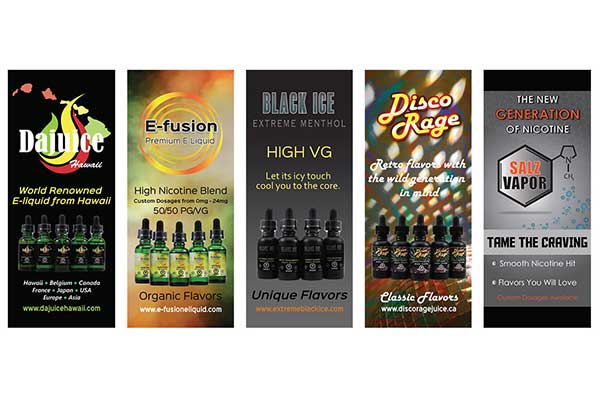 Dajuice
Hawaii
World Renowned
E-liquid from Hawaii
Hawaii • Belgium • Canada
France • Japan • USA
Europe • Asia
www.dajuicehawaii.com
E-fusion
Premium E Liquid
High Nicotine Blend
Custom Dosages from 0mg - 24mg
50/50 PG/VG
Organic Flavors
www.e-fusioneliquid.com
BLACK ICE
EXTREME MENTHOL
HIGH VG
Let its icy touch
cool you to the core.
BLACK ICE
Unique Flavors
www.extremeblackice.com
Disco
Rage
Retro flavors with
the wild generation
in mind
Classic Flavors
www.discoragejuice.ca
THE NEW
GENERATION
OF NICOTINE
SALZ
VAPOR
N
CH3
N
TAME THE CRAVING
Smooth Nicotine Hit
Flavors You Will Love
Custom Dosages Available